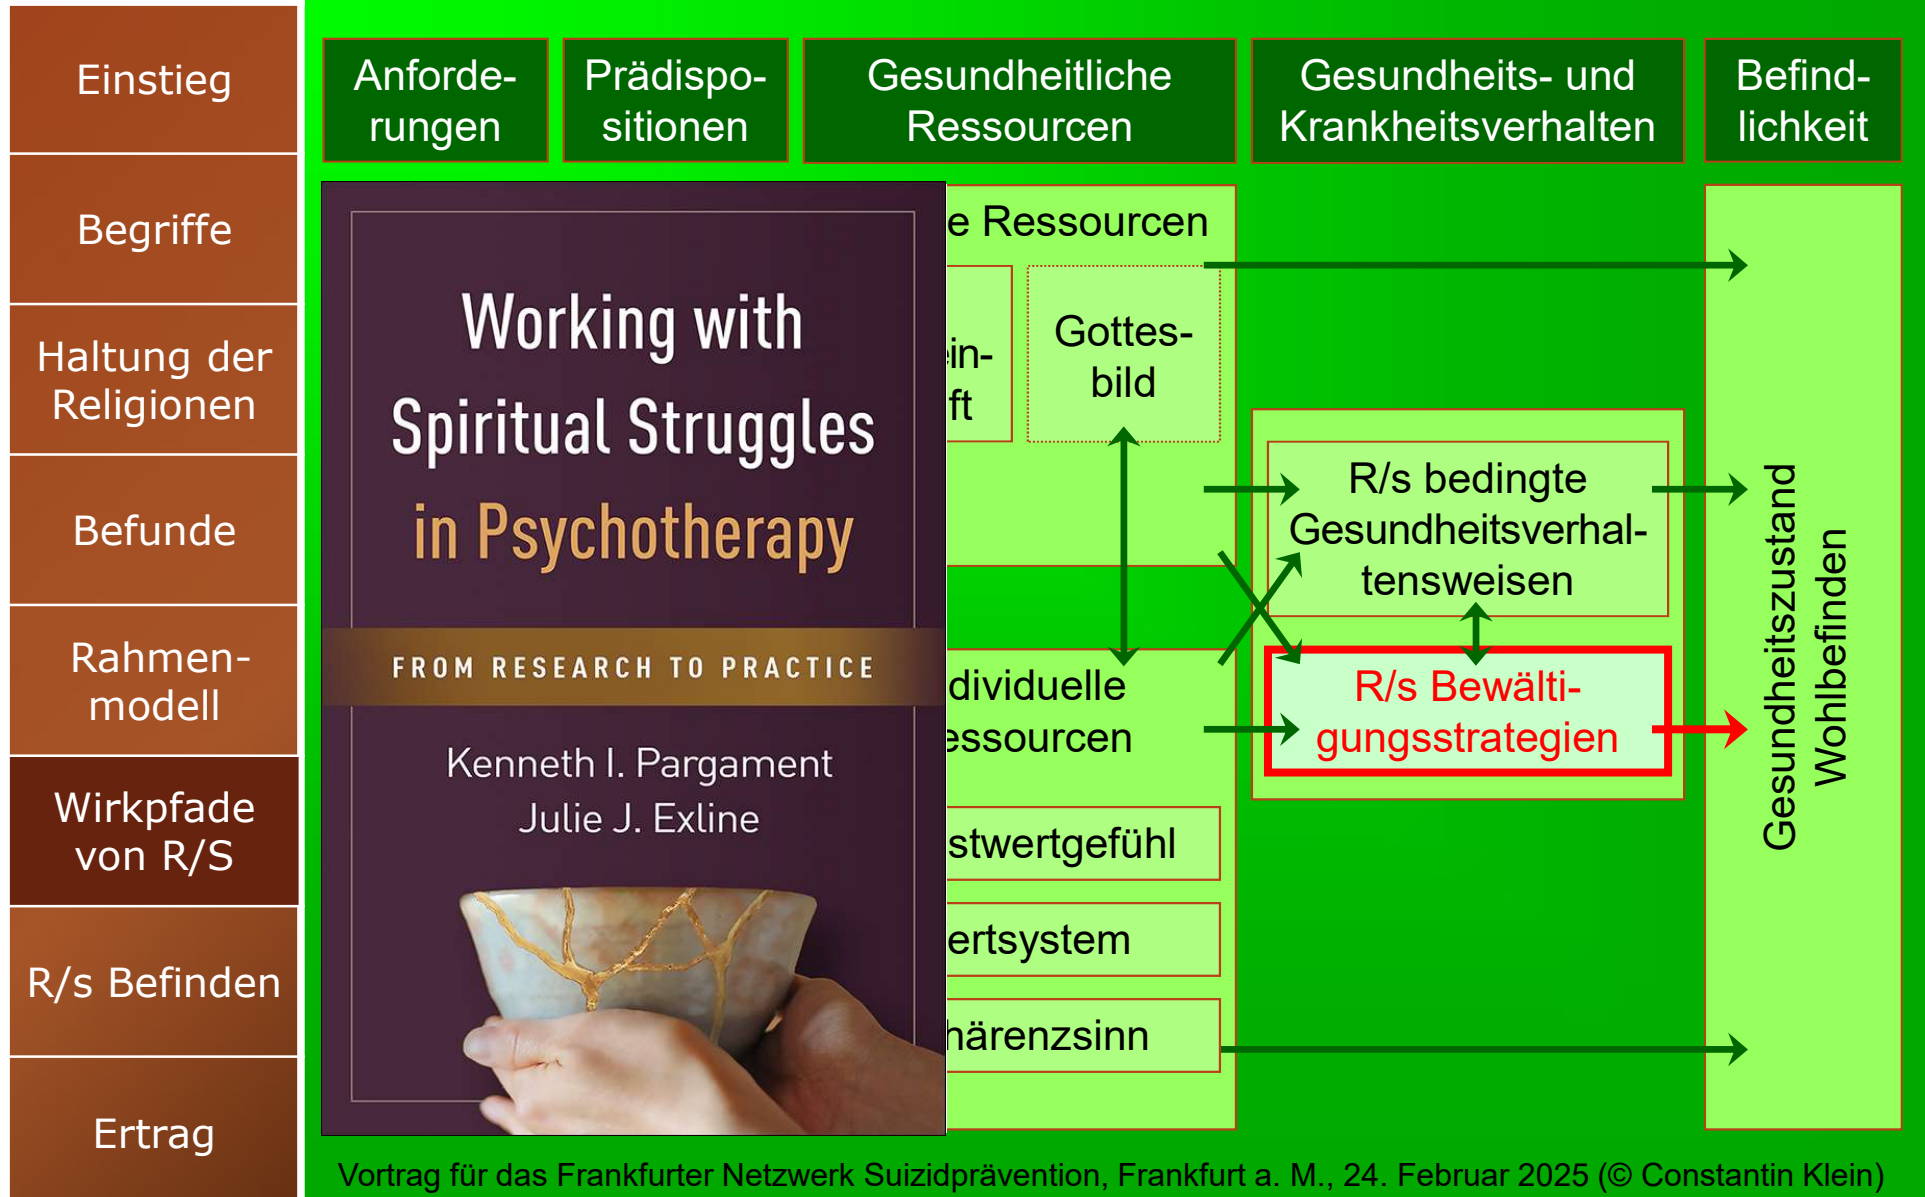 Einstieg
Begriffe
Haltung der
Religionen
Befunde
Rahmen-
modell
Wirkpfade
von R/S
R/s Befinden
Ertrag
Anforde-
rungen
Prädispo-
sitionen
Gesundheitliche
Ressourcen
Gesundheits- und
Krankheitsverhalten
Befind-
lichkeit
Working with
Spiritual Struggles
in Psychotherapy
FROM RESEARCH TO PRACTICE
Kenneth I. Pargament
Julie J. Exline
e Ressourcen
ein-
ft
Gottes-
bild
dividuelle
essourcen
stwertgefühl
ertsystem
härenzsinn
R/s bedingte
Gesundheitsverhal-
tensweisen
R/s Bewälti-
gungsstrategien
Gesundheitszustand
Wohlbefinden
Vortrag für das Frankfurter Netzwerk Suizidprävention, Frankfurt a. M., 24. Februar 2025 (© Constantin Klein)